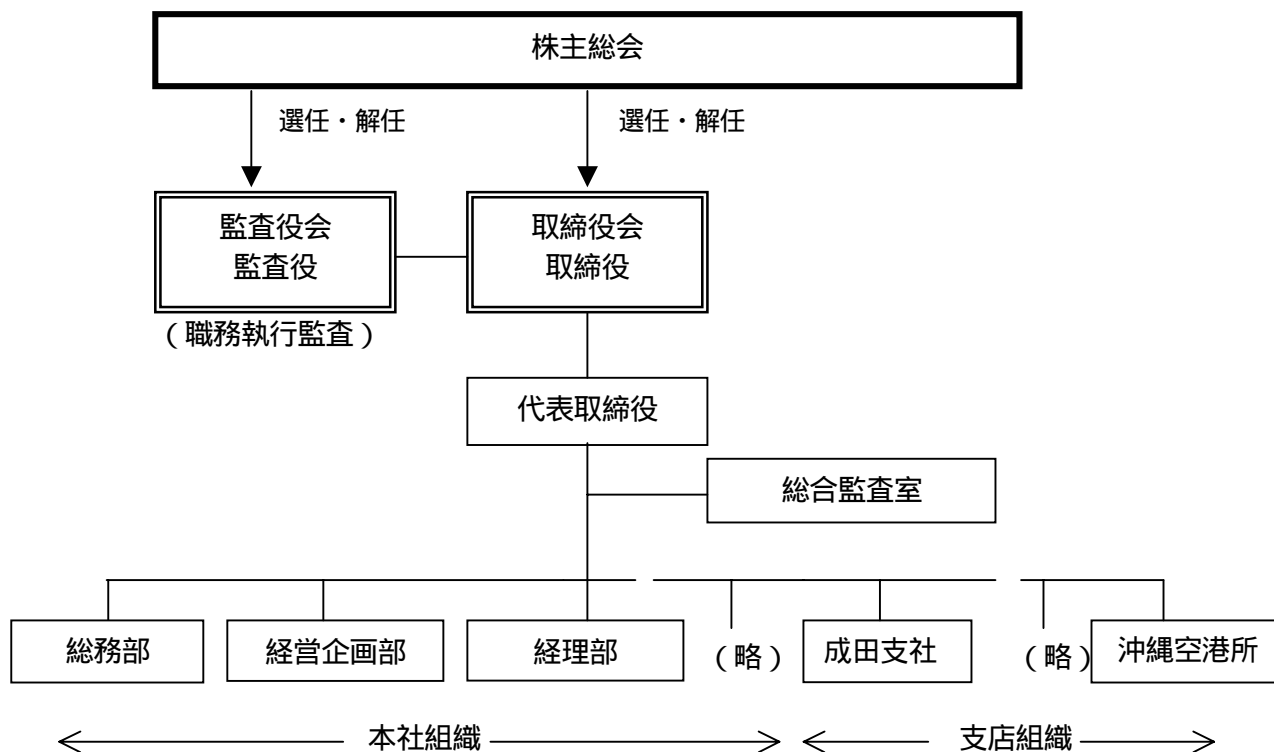 株主総会
選任・解任
選任・解任
監査役会
監査役
取締役会
取締役
(職務執行監査)
代表取締役
総合監査室
総務部
経営企画部
経理部
(略)
成田支社
(略)
沖縄空港所
本社組織
支店組織